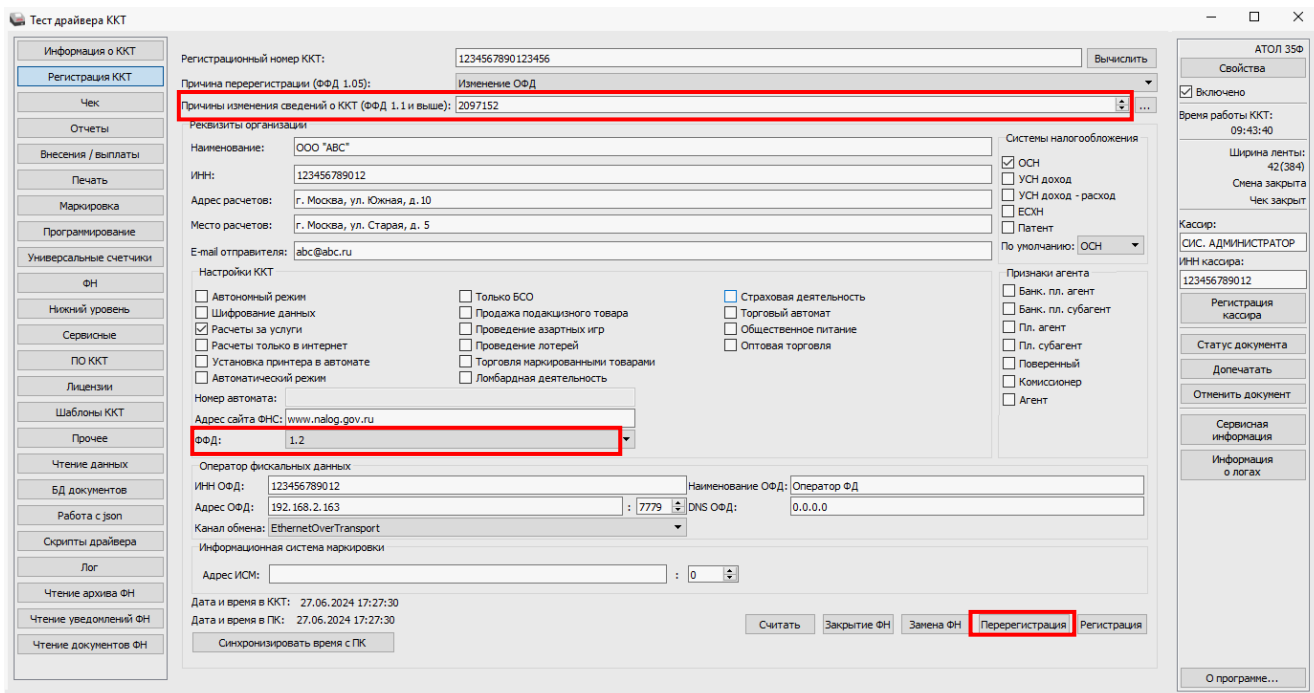 Тест драйвера ККТ
Информация о ККТ
Регистрация ККТ
Чек
Отчеты
Внесения / выплаты
Печать
Маркировка
Программирование
Универсальные счетчики
ФН
Нижний уровень
Сервисные
ПО ККТ
Лицензии
Шаблоны ККТ
Прочее
Чтение данных
БД документов
Работа с json
Скрипты драйвера
Лог
Чтение архива ФН
Чтение уведомлений ФН
Чтение документов ФН
Регистрационный номер ККТ: 1234567890123456 Вычислить
Причина перерегистрации (ФФД 1.05): Изменение ОФД
Причины изменения сведений о ККТ (ФФД 1.1 и выше): 2097152 ...
Реквизиты организации
Наименование: ООО "АВС"
ИНН: 123456789012
Адрес расчетов: г. Москва, ул. Южная, д.10
Место расчетов: г. Москва, ул. Старая, д. 5
E-mail отправителя: abc@abc.ru
Системы налогообложения
ОСН
УСН доход
УСН доход - расход
ЕСХН
Патент
По умолчанию: ОСН
Настройки ККТ
Автономный режим
Шифрование данных
Расчеты за услуги
Расчеты только в интернет
Установка принтера в автомате
Автоматический режим
Только БСО
Продажа подакцизного товара
Проведение азартных игр
Проведение лотерей
Торговля маркированными товарами
Ломбардная деятельность
Страховая деятельность
Торговый автомат
Общественное питание
Оптовая торговля
Номер автомата:
Адрес сайта ФНС: www.nalog.gov.ru
ФФД: 1.2
Признаки агента
Банк. пл. агент
Банк. пл. субагент
Пл. агент
Пл. субагент
Поверенный
Комиссионер
Агент
Оператор фискальных данных
ИНН ОФД: 123456789012 Наименование ОФД: Оператор ФД
Адрес ОФД: 192.168.2.163 : 7779 DNS ОФД: 0.0.0.0
Канал обмена: EthernetOverTransport
Информационная система маркировки
Адрес ИСМ: : 0
Дата и время в ККТ: 27.06.2024 17:27:30
Дата и время в ПК: 27.06.2024 17:27:30
Синхронизировать время с ПК
Считать Закрытие ФН Замена ФН Перерегистрация Регистрация
АТОЛ 35Ф
Свойства
Включено
Время работы ККТ:
09:43:40
Ширина ленты:
42(384)
Смена закрыта
Чек закрыт
Кассир:
СИС. АДМИНИСТРАТОР
ИНН кассира:
123456789012
Регистрация
кассира
Статус документа
Допечатать
Отменить документ
Сервисная
информация
Информация
о логах
О программе...